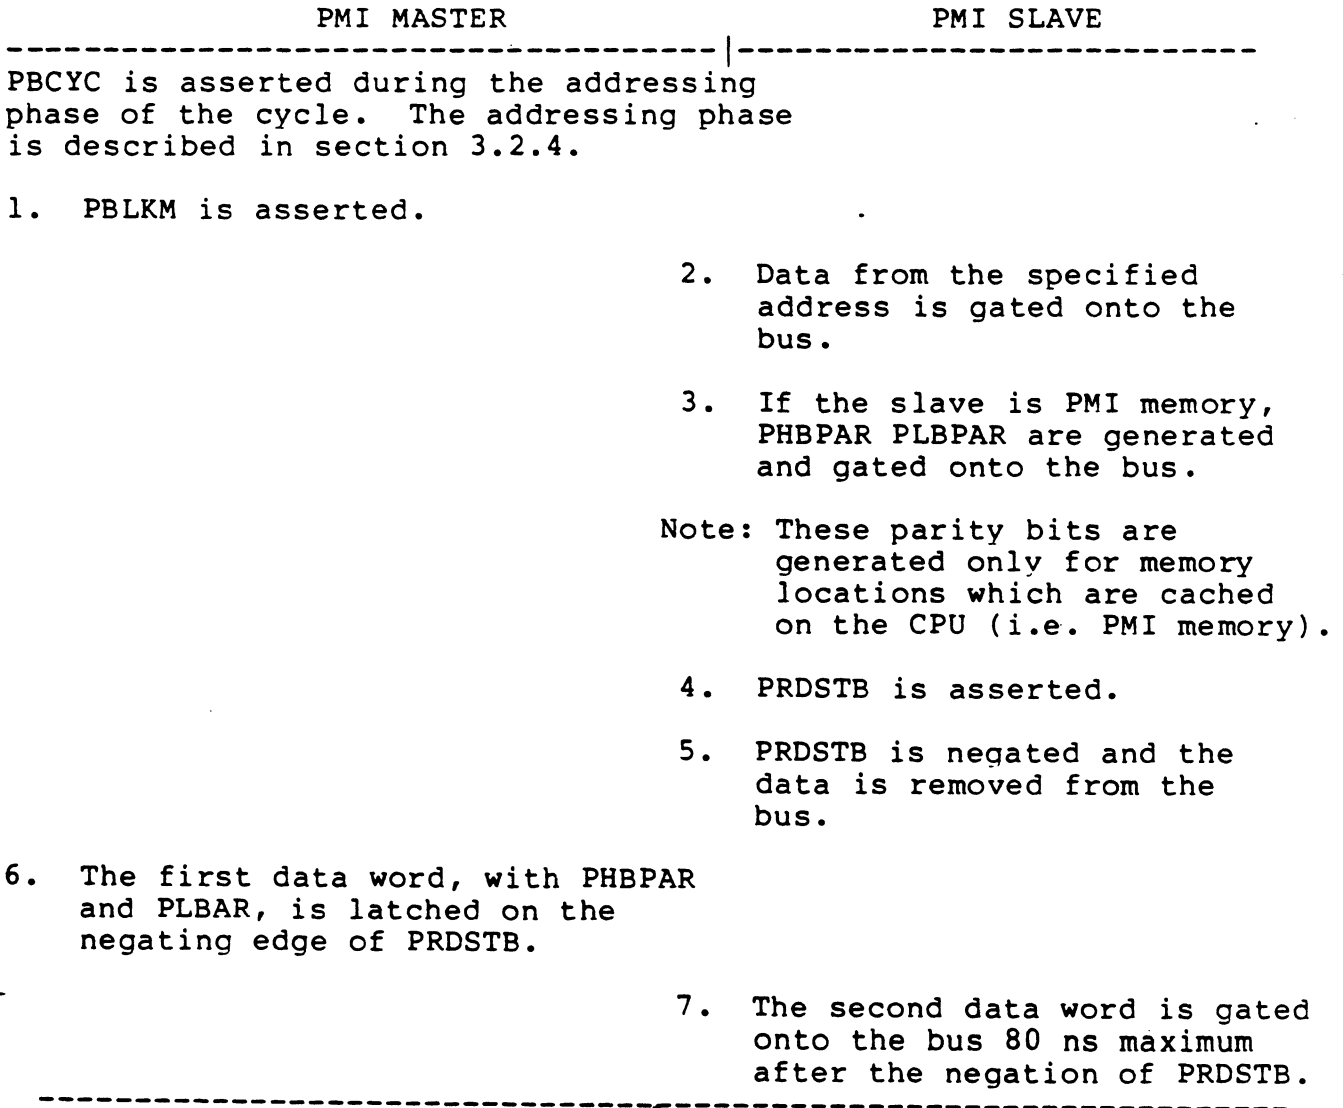 PMI MASTER PMI SLAVE
------------------------------------|---------------------------
PBCYC is asserted during the addressing
phase of the cycle. The addressing phase
is described in section 3.2.4.
1. PBLKM is asserted.
2. Data from the specified
address is gated onto the
bus.
3. If the slave is PMI memory,
PHBPAR PLBPAR are generated
and gated onto the bus.
Note: These parity bits are
generated only for memory
locations which are cached
on the CPU (i.e. PMI memory).
4. PRDSTB is asserted.
5. PRDSTB is negated and the
data is removed from the
bus.
6. The first data word, with PHBPAR
and PLBAR, is latched on the
negating edge of PRDSTB.
7. The second data word is gated
onto the bus 80 ns maximum
after the negation of PRDSTB.
----------------------------------------------------------------